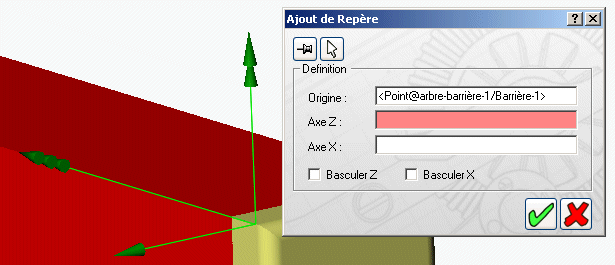 Ajout de Repère
Definition
Origine :
<Point@arbre-barrière-1/Barrière-1>
Axe Z :
Axe X :
Basculer Z
Basculer X